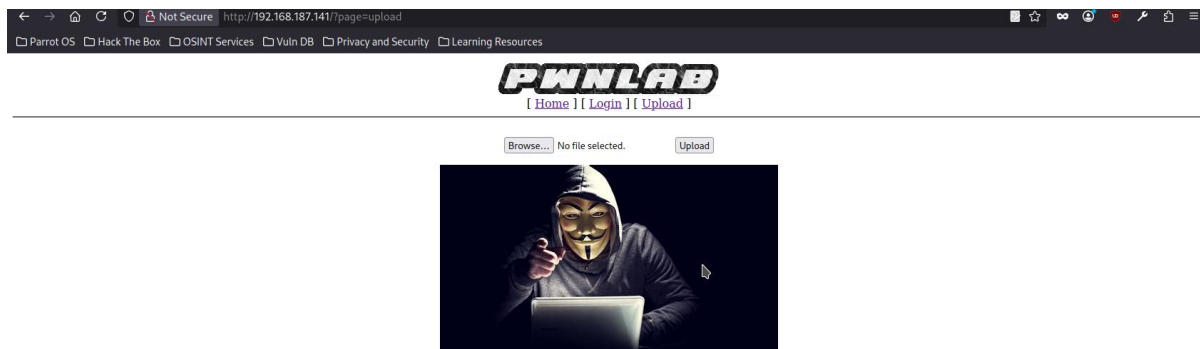 Not Secure http://192.168.187.141/?page=upload
Parrot OS Hack The Box OSINT Services Vuln DB Privacy and Security Learning Resources
PWNLAB
[ Home ] [ Login ] [ Upload ]
Browse... No file selected. Upload